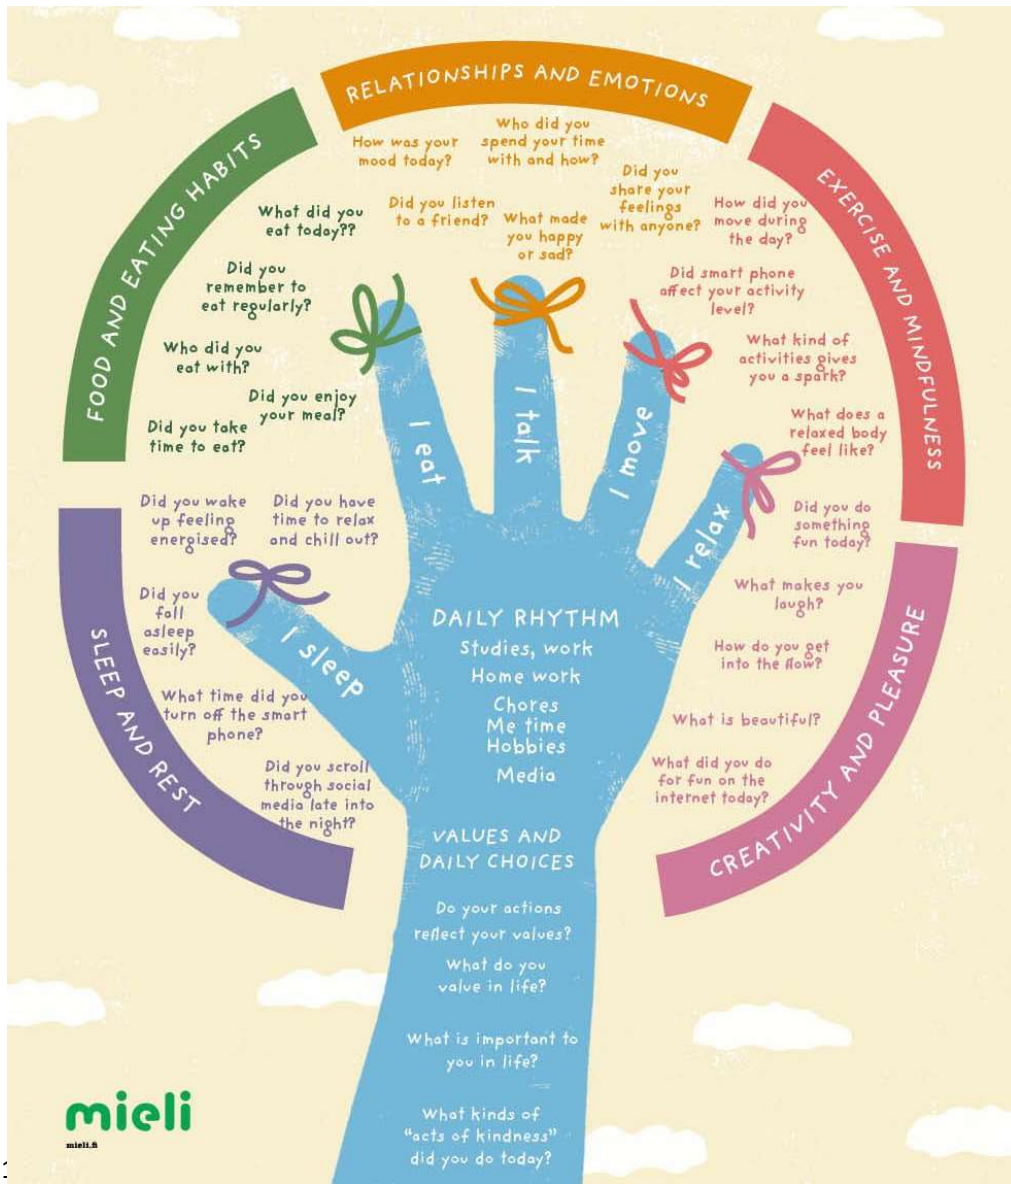 RELATIONSHIPS AND EMOTIONS
How was your
mood today?
Who did you
spend your time
with and how?
Did you listen
to a friend?
What made
you happy
or sad?
Did you
share your
feelings
with anyone?
FOOD AND EATING HABITS
What did you
eat today??
Did you
remember to
eat regularly?
Who did you
eat with?
Did you enjoy
your meal?
Did you take
time to eat?
EXERCISE AND MINDFULNESS
How did you
move during
the day?
Did smart phone
affect your activity
level?
What kind of
activities gives
you a spark?
What does a
relaxed body
feel like?
I eat
I talk
I move
I relax
I sleep
SLEEP AND REST
Did you wake
up feeling
energised?
Did you have
time to relax
and chill out?
Did you
fall
asleep
easily?
What time did you
turn off the smart
phone?
Did you scroll
through social
media late into
the night?
CREATIVITY AND PLEASURE
Did you do
something
fun today?
What makes you
laugh?
How do you get
into the flow?
What is beautiful?
What did you do
for fun on the
internet today?
DAILY RHYTHM
Studies, work
Home work
Chores
Me time
Hobbies
Media
VALUES AND
DAILY CHOICES
Do your actions
reflect your values?
What do you
value in life?
What is important to
you in life?
What kinds of
"acts of kindness"
did you do today?
mieli
mieli.fi